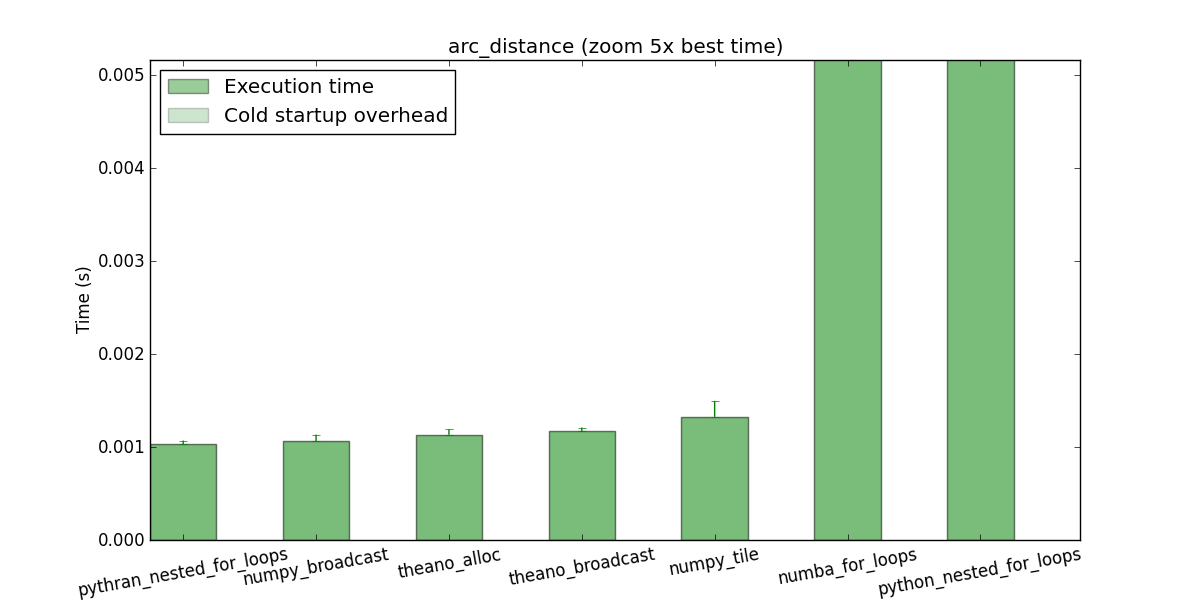 arc_distance (zoom 5x best time)
Execution time
Cold startup overhead
Time (s)
0.005
0.004
0.003
0.002
0.001
0.000
pythran_nested_for_loops
numpy_broadcast
theano_alloc
theano_broadcast
numpy_tile
numba_for_loops
python_nested_for_loops